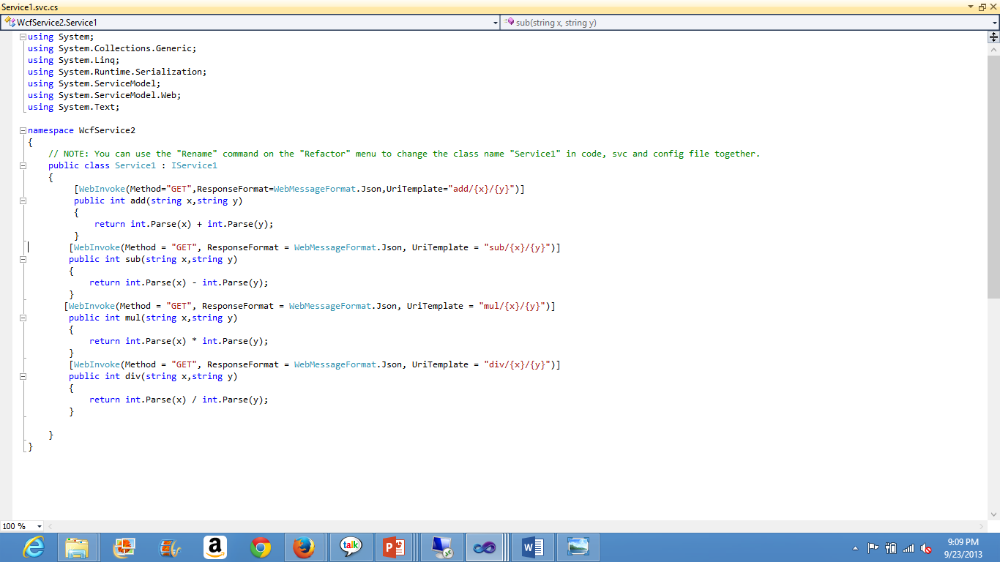 Service1.svc.cs
WcfService2.Service1
sub(string x, string y)
using System;
using System.Collections.Generic;
using System.Linq;
using System.Runtime.Serialization;
using System.ServiceModel;
using System.ServiceModel.Web;
using System.Text;
namespace WcfService2
{
// NOTE: You can use the "Rename" command on the "Refactor" menu to change the class name "Service1" in code, svc and config file together.
public class Service1 : IService1
{
[WebInvoke(Method="GET",ResponseFormat=WebMessageFormat.Json,UriTemplate="add/{x}/{y}")]
public int add(string x,string y)
{
return int.Parse(x) + int.Parse(y);
}
[WebInvoke(Method = "GET", ResponseFormat = WebMessageFormat.Json, UriTemplate = "sub/{x}/{y}")]
public int sub(string x,string y)
{
return int.Parse(x) - int.Parse(y);
}
[WebInvoke(Method = "GET", ResponseFormat = WebMessageFormat.Json, UriTemplate = "mul/{x}/{y}")]
public int mul(string x,string y)
{
return int.Parse(x) * int.Parse(y);
}
[WebInvoke(Method = "GET", ResponseFormat = WebMessageFormat.Json, UriTemplate = "div/{x}/{y}")]
public int div(string x,string y)
{
return int.Parse(x) / int.Parse(y);
}
}
}
100 %
talk
9:09 PM
9/23/2013